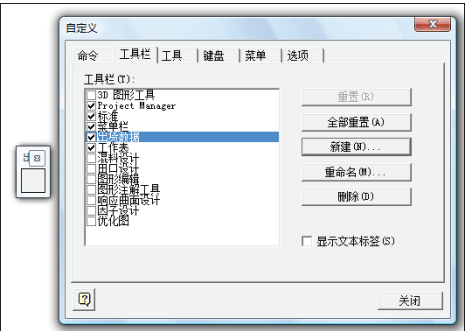 自定义
命令 工具栏 工具 键盘 菜单 选项
工具栏(T):
3D 图形工具
Project Manager
标准
菜单栏
数据
工作表
混料设计
田口设计
图形编辑
图形注解工具
响应曲面设计
因子设计
优化图
重置(R)
全部重置(A)
新建(N)...
重命名(M)...
删除(D)
显示文本标签(S)
关闭